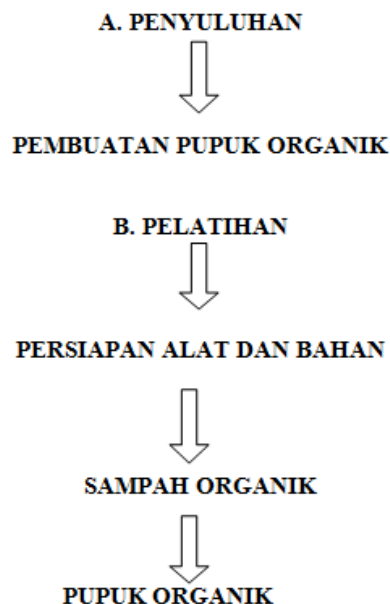 A. PENYULUHAN
PEMBUATAN PUPUK ORGANIK
B. PELATIHAN
PERSIAPAN ALAT DAN BAHAN
SAMPAH ORGANIK
PUPUK ORGANIK